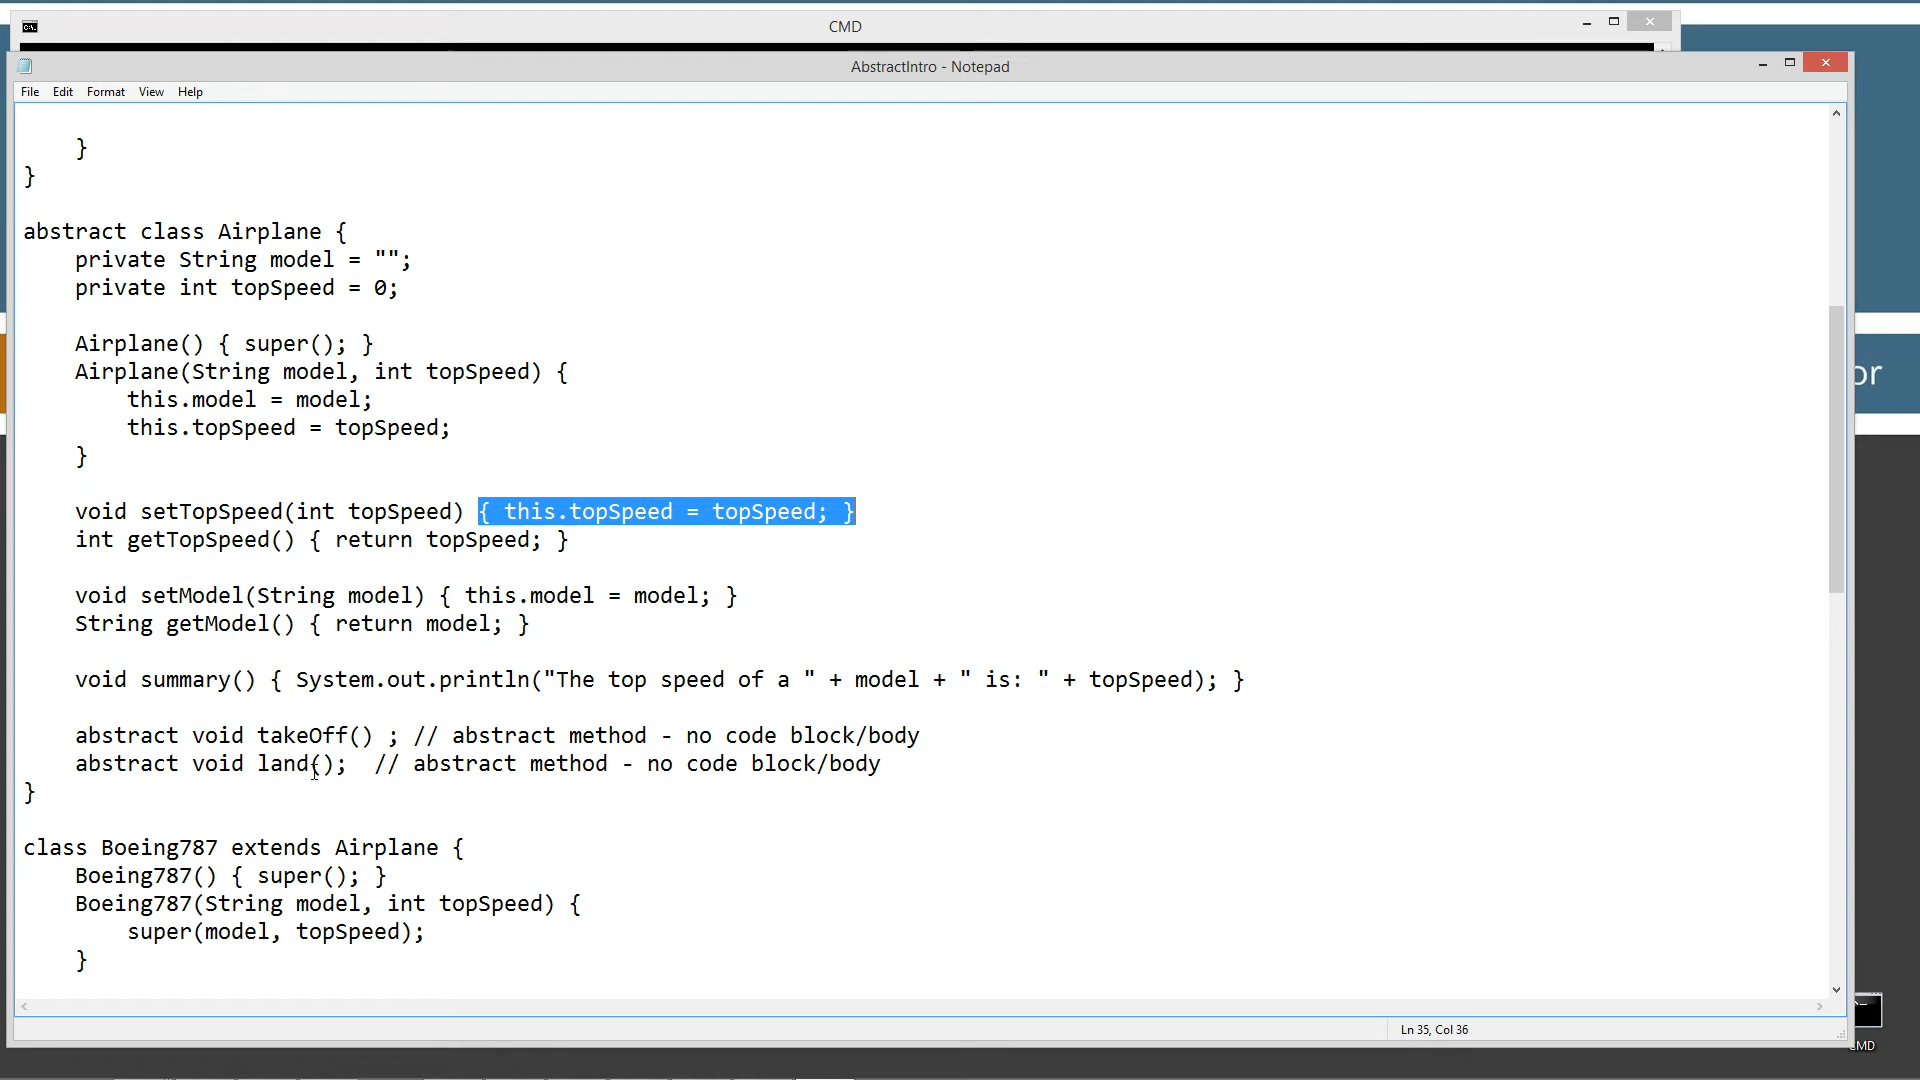 CMD
AbstractIntro - Notepad
File Edit Format View Help
    }
}
abstract class Airplane {
    private String model = "";
    private int topSpeed = 0;
    Airplane() { super(); }
    Airplane(String model, int topSpeed) {
        this.model = model;
        this.topSpeed = topSpeed;
    }
    void setTopSpeed(int topSpeed) { this.topSpeed = topSpeed; }
    int getTopSpeed() { return topSpeed; }
    void setModel(String model) { this.model = model; }
    String getModel() { return model; }
    void summary() { System.out.println("The top speed of a " + model + " is: " + topSpeed); }
    abstract void takeOff() ; // abstract method - no code block/body
    abstract void land();  // abstract method - no code block/body
}
class Boeing787 extends Airplane {
    Boeing787() { super(); }
    Boeing787(String model, int topSpeed) {
        super(model, topSpeed);
    }
Ln 35, Col 36
or
CMD